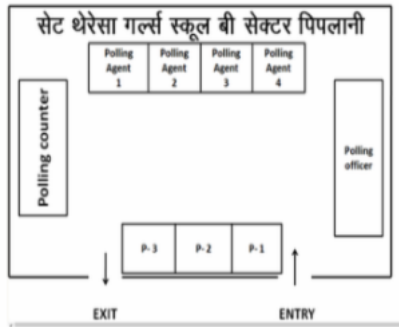 सेट थेरेसा गर्ल्स स्कूल बी सेक्टर पिपलानी
Polling Agent 1
Polling Agent 2
Polling Agent 3
Polling Agent 4
Polling counter
Polling officer
P-3
P-2
P-1
EXIT
ENTRY